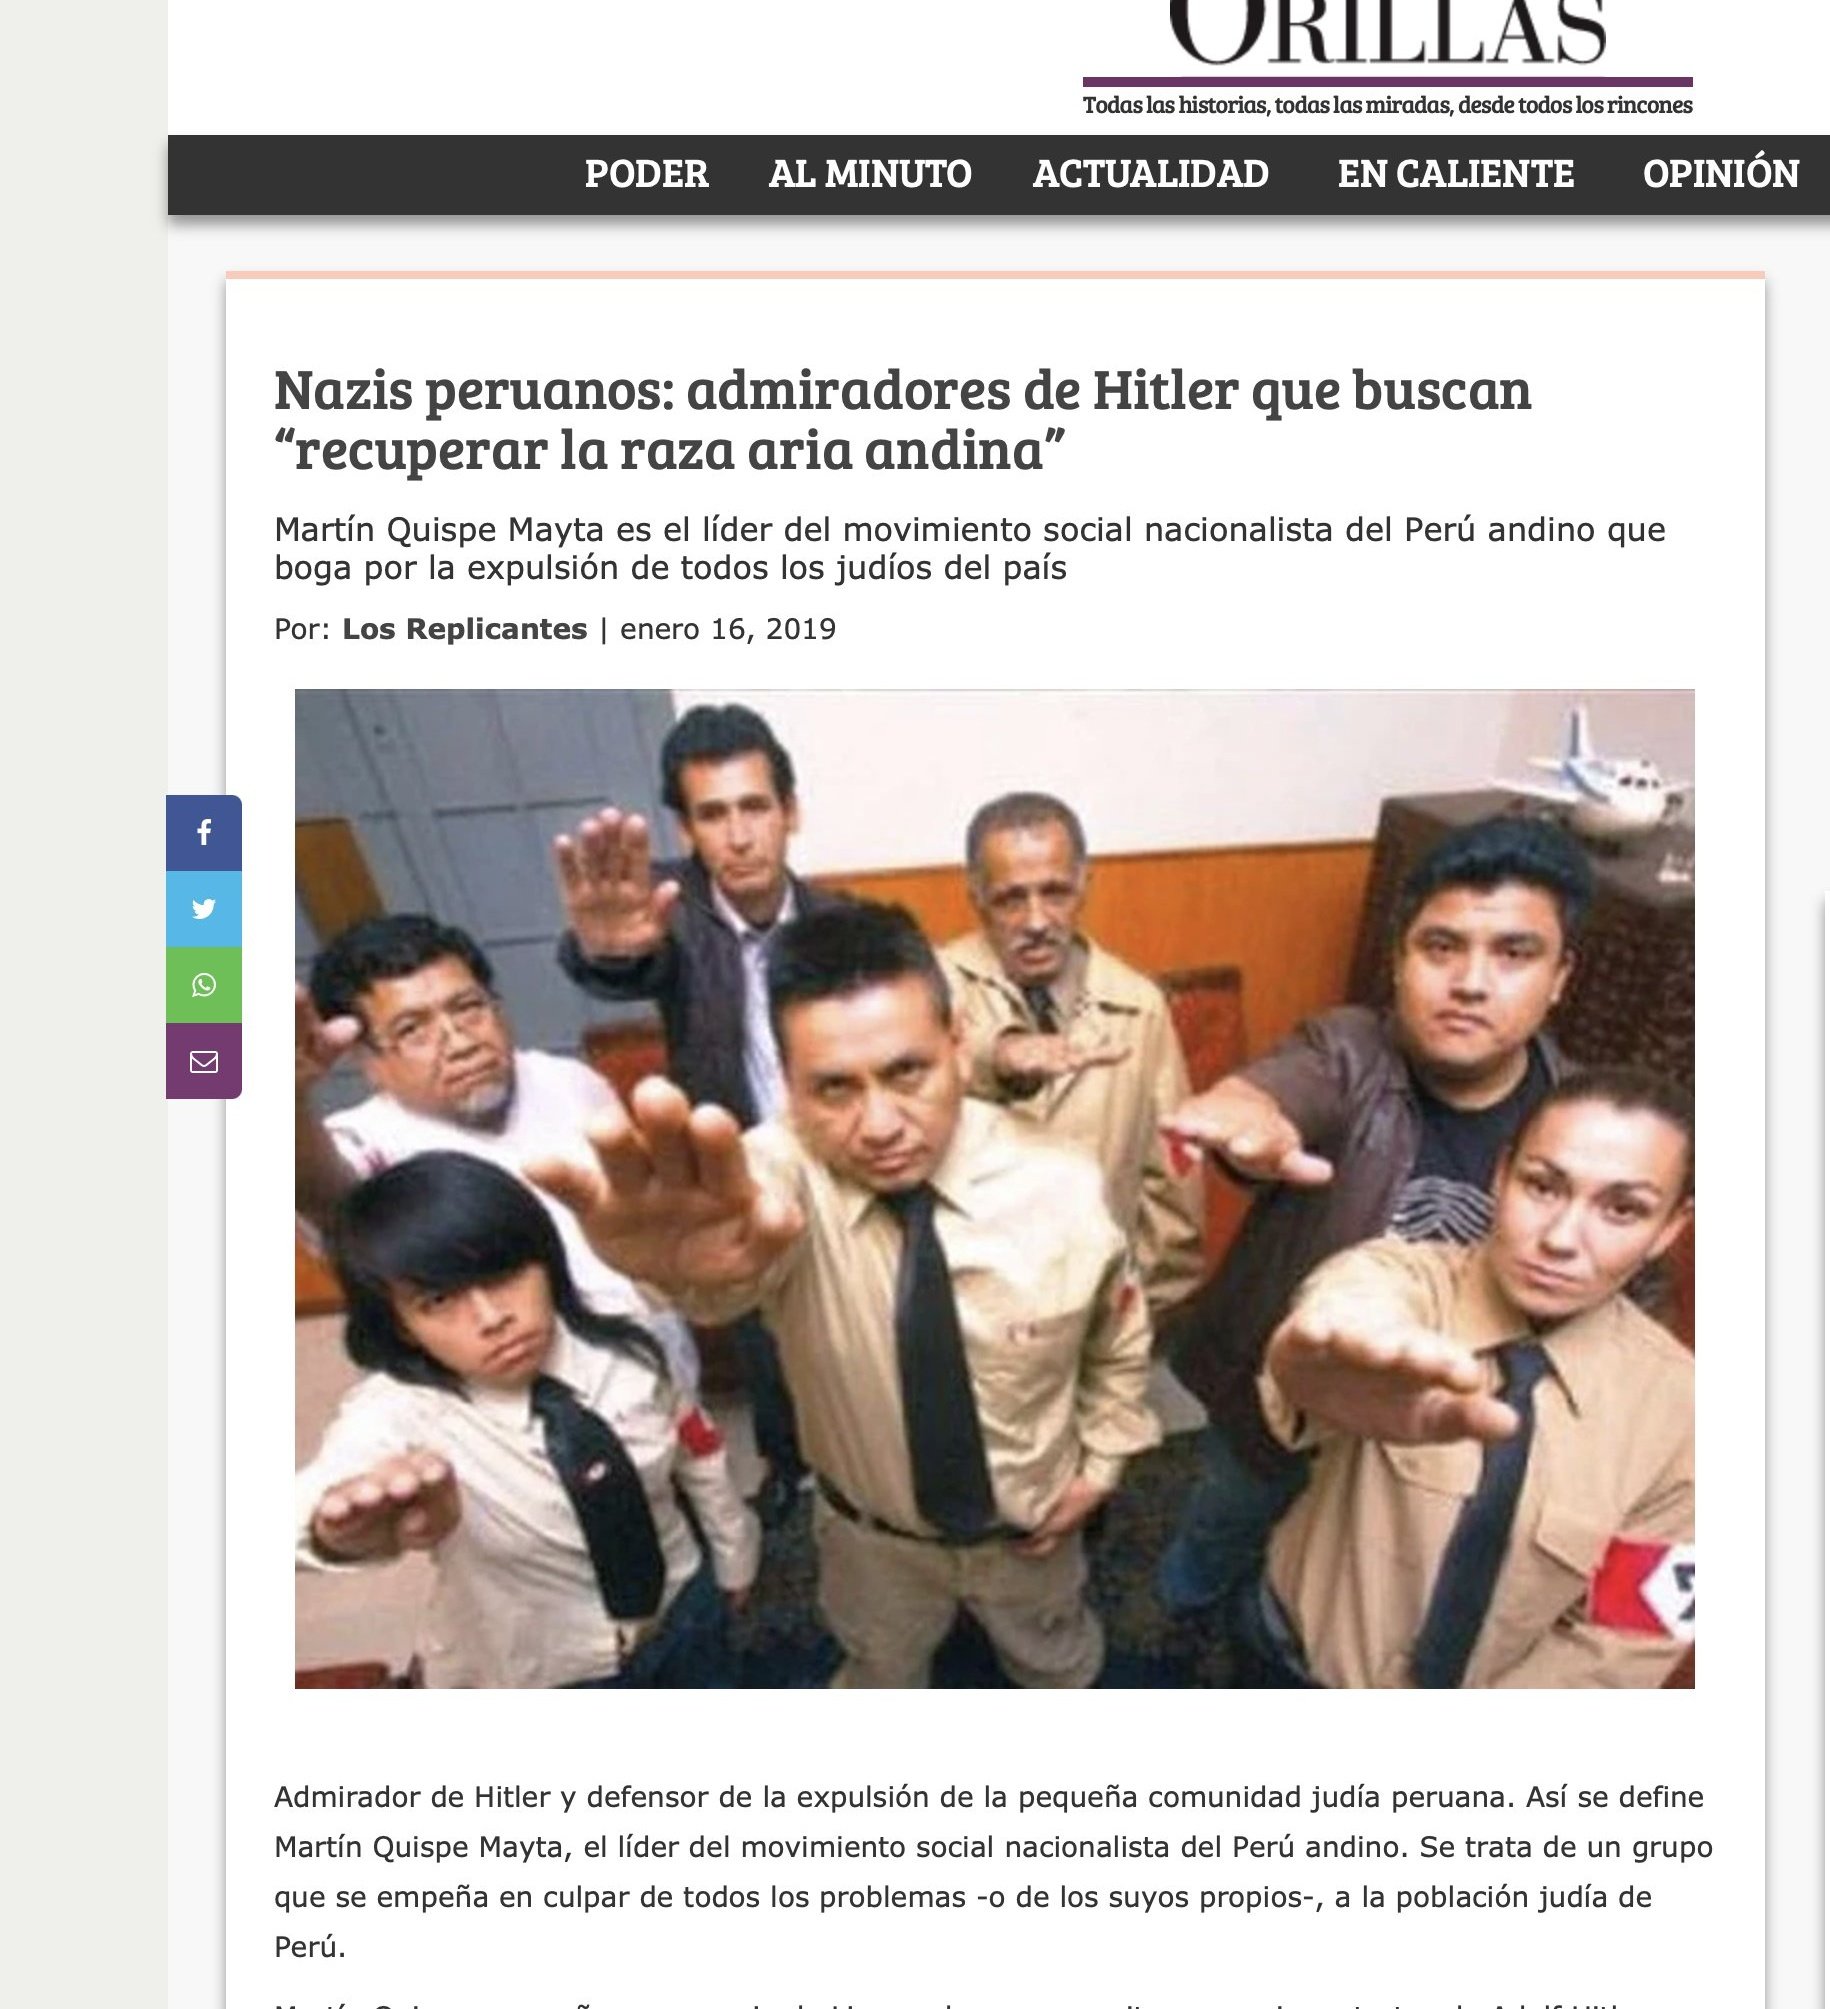 ORILLAS
Todas las historias, todas las miradas, desde todos los rincones
PODER AL MINUTO ACTUALIDAD EN CALIENTE OPINIÓN
Nazis peruanos: admiradores de Hitler que buscan
“recuperar la raza aria andina”
Martín Quispe Mayta es el líder del movimiento social nacionalista del Perú andino que
boga por la expulsión de todos los judíos del país
Por: Los Replicantes | enero 16, 2019
Admirador de Hitler y defensor de la expulsión de la pequeña comunidad judía peruana. Así se define
Martín Quispe Mayta, el líder del movimiento social nacionalista del Perú andino. Se trata de un grupo
que se empeña en culpar de todos los problemas -o de los suyos propios-, a la población judía de
Perú.